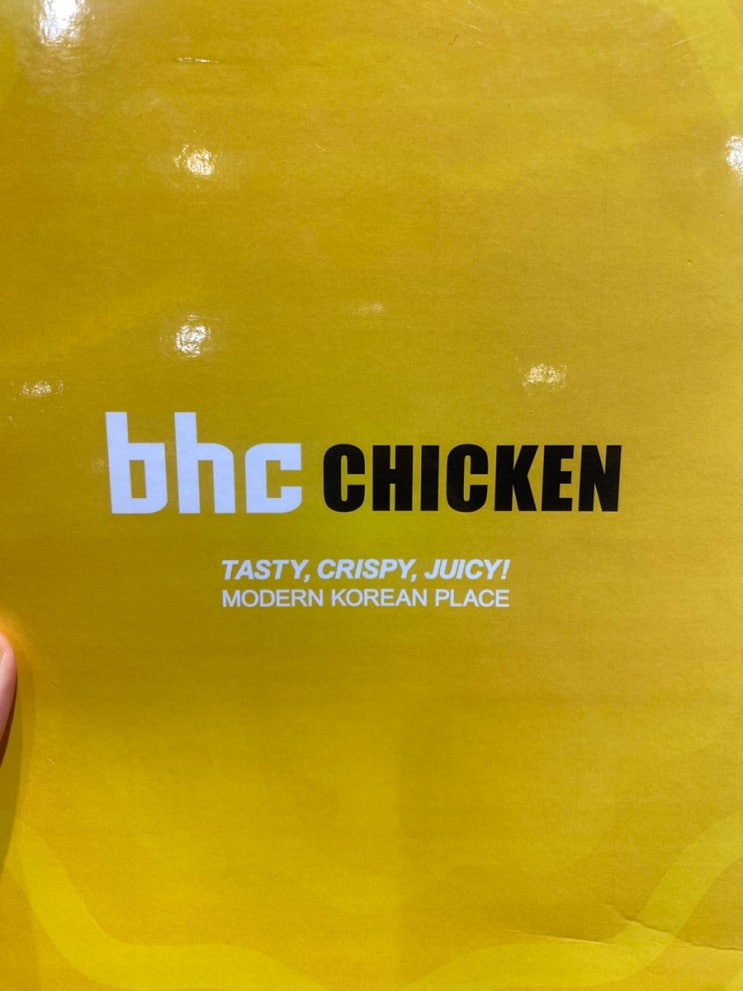 bhc CHICKEN
TASTY, CRISPY, JUICY!
MODERN KOREAN PLACE